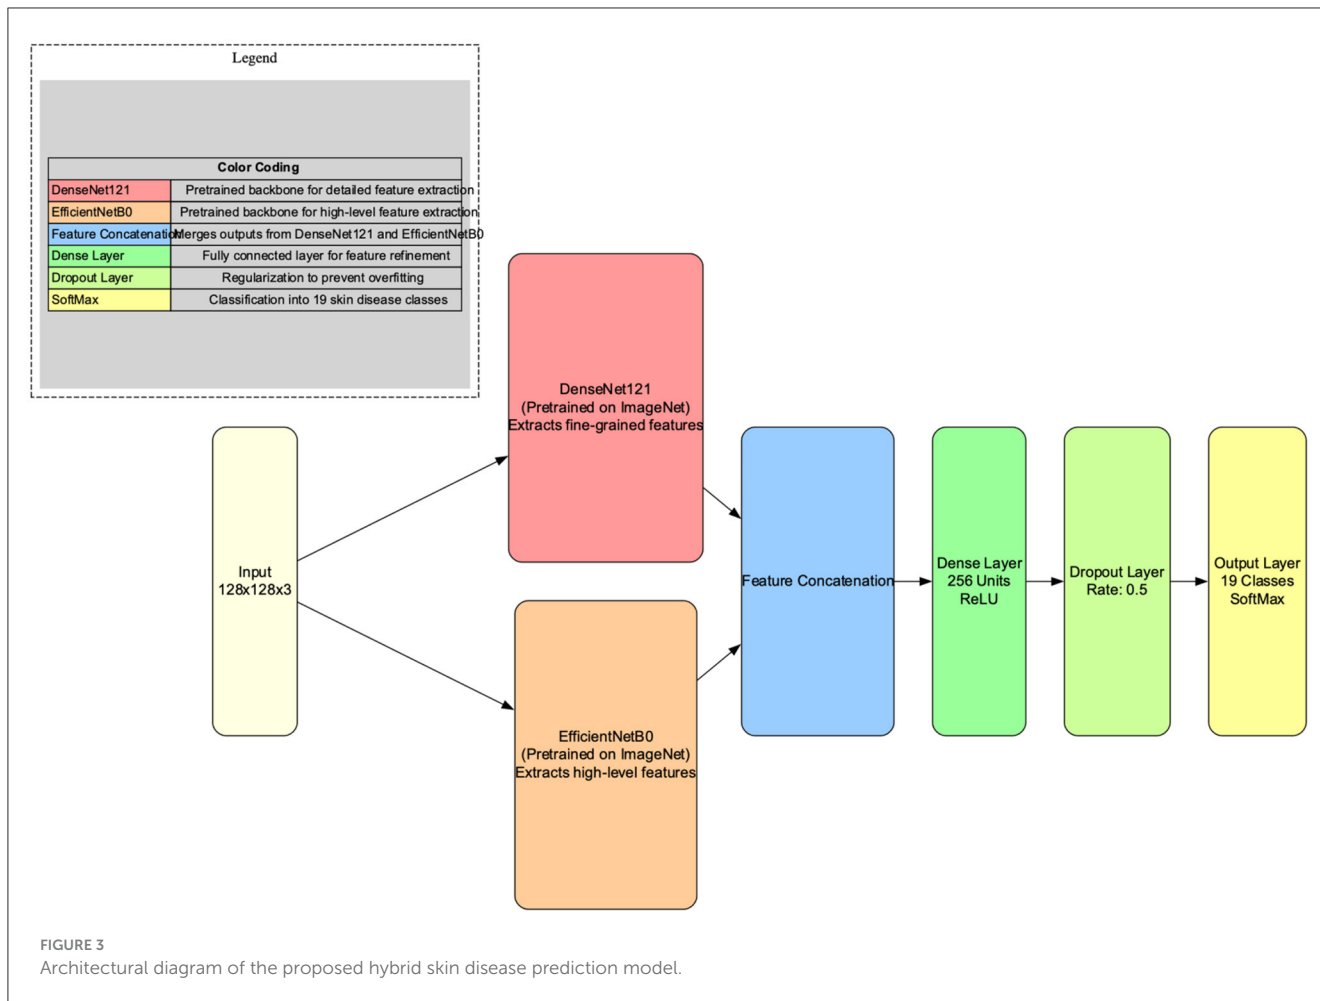 Legend
Color Coding
DenseNet121 Pretrained backbone for detailed feature extraction
EfficientNetB0 Pretrained backbone for high-level feature extraction
Feature Concatenation Merges outputs from DenseNet121 and EfficientNetB0
Dense Layer Fully connected layer for feature refinement
Dropout Layer Regularization to prevent overfitting
SoftMax Classification into 19 skin disease classes
Input
128x128x3
DenseNet121
(Pretrained on ImageNet)
Extracts fine-grained features
EfficientNetB0
(Pretrained on ImageNet)
Extracts high-level features
Feature Concatenation
Dense Layer
256 Units
ReLU
Dropout Layer
Rate: 0.5
Output Layer
19 Classes
SoftMax
FIGURE 3
Architectural diagram of the proposed hybrid skin disease prediction model.